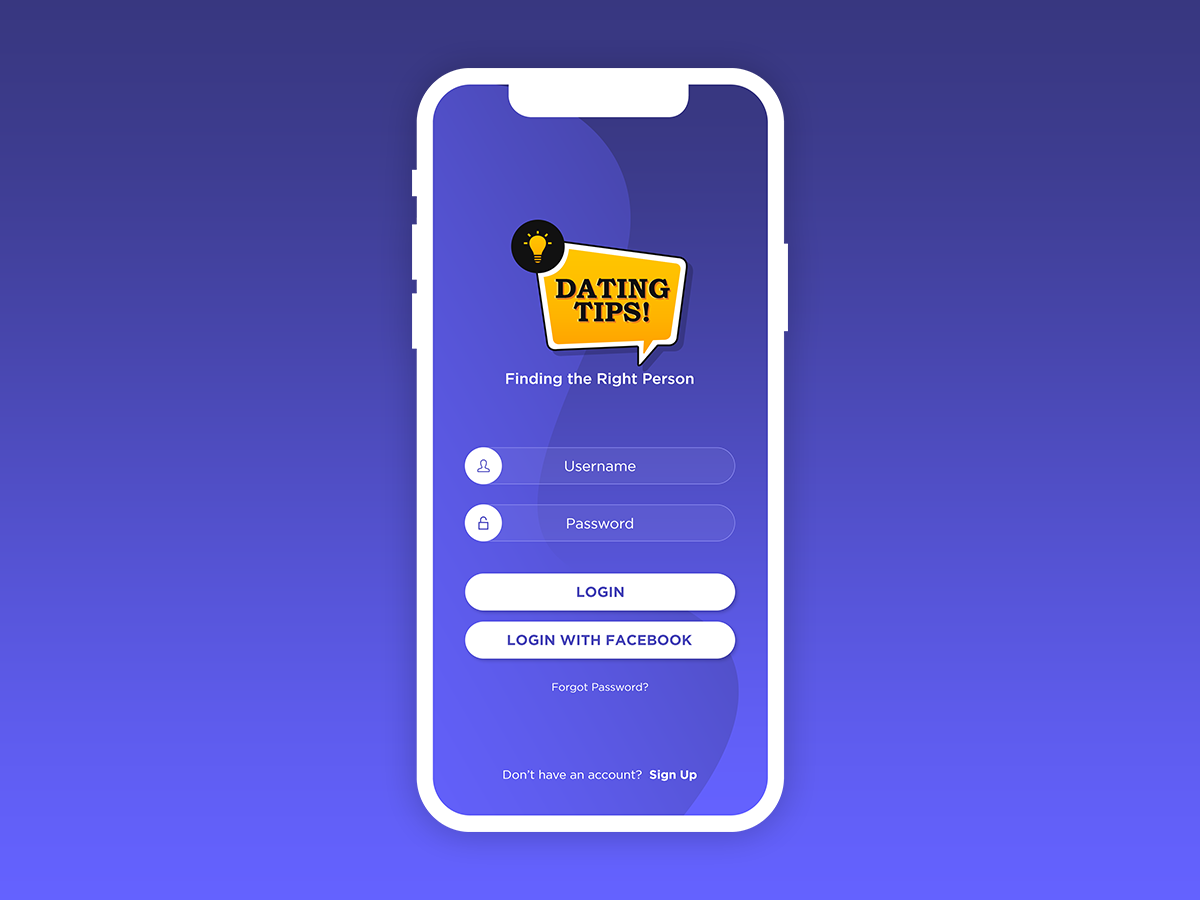 DATING
TIPS!
Finding the Right Person
Username
Password
LOGIN
LOGIN WITH FACEBOOK
Forgot Password?
Don't have an account? Sign Up